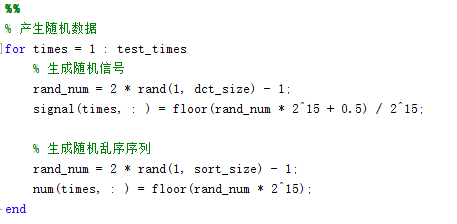 %%
% 产生随机数据
for times = 1 : test_times
% 生成随机信号
rand_num = 2 * rand(1, dct_size) - 1;
signal(times, : ) = floor(rand_num * 2^15 + 0.5) / 2^15;
% 生成随机乱序序列
rand_num = 2 * rand(1, sort_size) - 1;
num(times, : ) = floor(rand_num * 2^15);
end